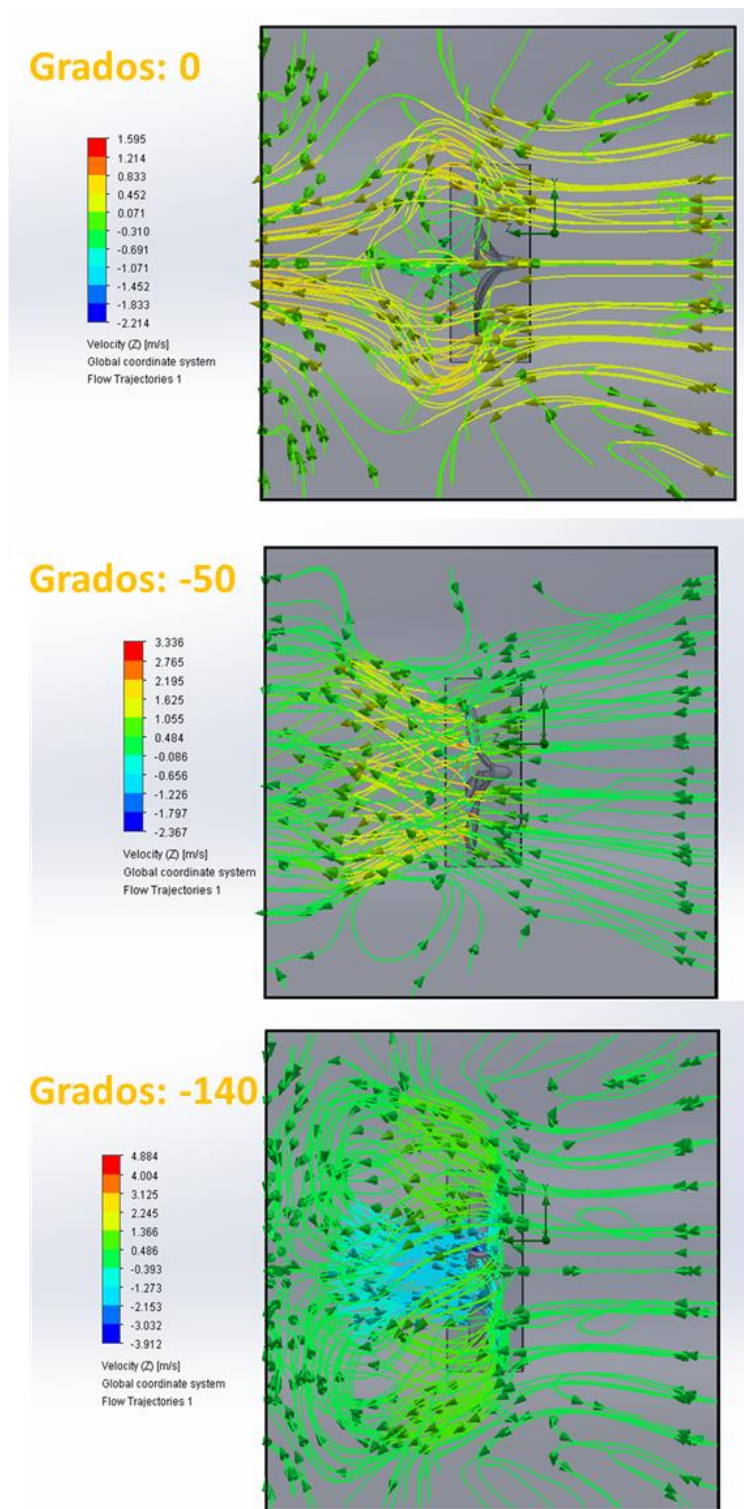 Grados: 0
1.595
1.214
0.833
0.452
0.071
-0.310
-0.691
-1.071
-1.452
-1.833
-2.214
Velocity (Z) [m/s]
Global coordinate system
Flow Trajectories 1
Y
Z
Grados: -50
3.336
2.765
2.195
1.625
1.055
0.484
-0.086
-0.656
-1.226
-1.797
-2.367
Velocity (Z) [m/s]
Global coordinate system
Flow Trajectories 1
Y
Z
Grados: -140
4.884
4.004
3.125
2.245
1.366
0.486
-0.393
-1.273
-2.153
-3.032
-3.912
Velocity (Z) [m/s]
Global coordinate system
Flow Trajectories 1
Y